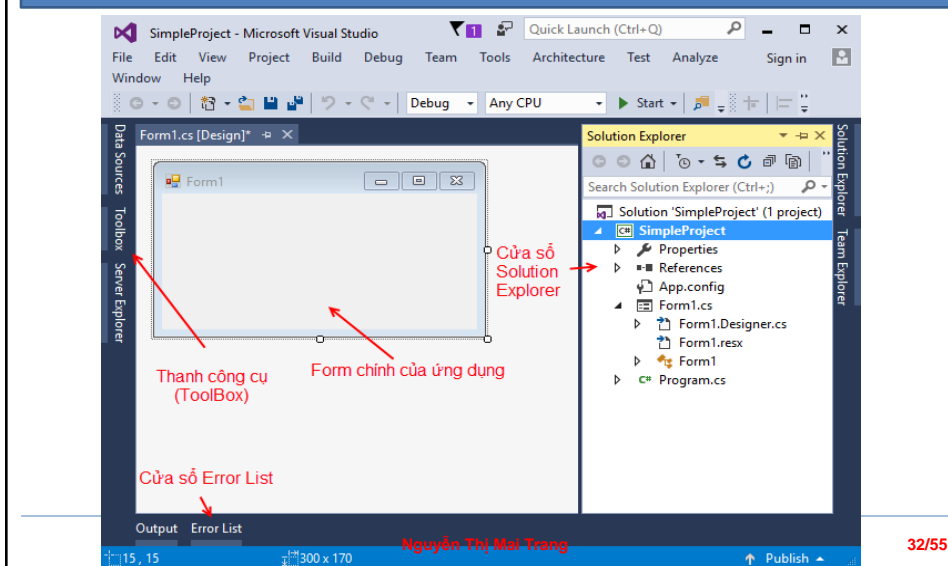 SimpleProject - Microsoft Visual Studio
1
Quick Launch (Ctrl+Q)
File Edit View Project Build Debug Team Tools Architecture Test Analyze Sign in
Window Help
Debug Any CPU Start
Data Sources
Toolbox
Server Explorer
Form1.cs [Design]*
Form1
Cửa sổ
Solution
Explorer
Thanh công cụ
(ToolBox)
Form chính của ứng dụng
Cửa sổ Error List
Solution Explorer
Search Solution Explorer (Ctrl+;)
Solution 'SimpleProject' (1 project)
C# SimpleProject
Properties
References
App.config
Form1.cs
Form1.Designer.cs
Form1.resx
Form1
C# Program.cs
Solution Explorer
Team Explorer
Output Error List
Nguyễn Thị Mai Trang
32/55
15 , 15 300 x 170 Publish